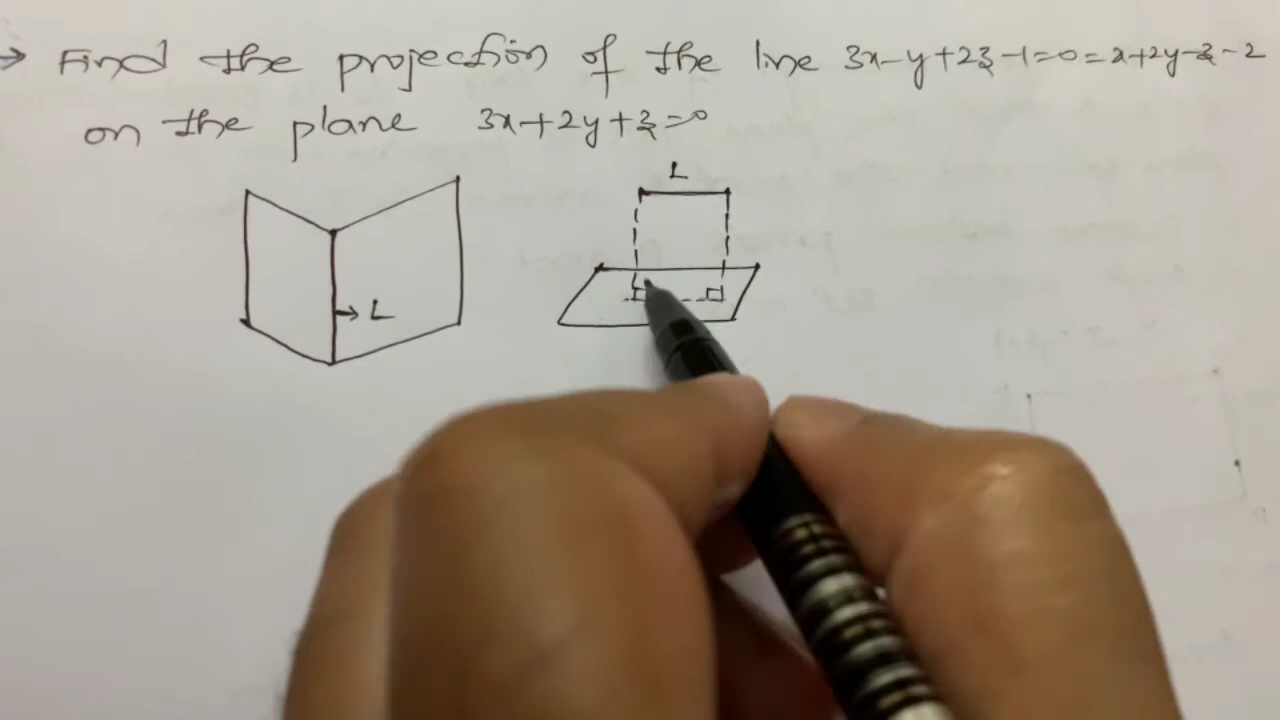 → Find the projection of the line 3x-y+2z-1=0=x+2y-z-2
on the plane 3x+2y+z=0
L
L